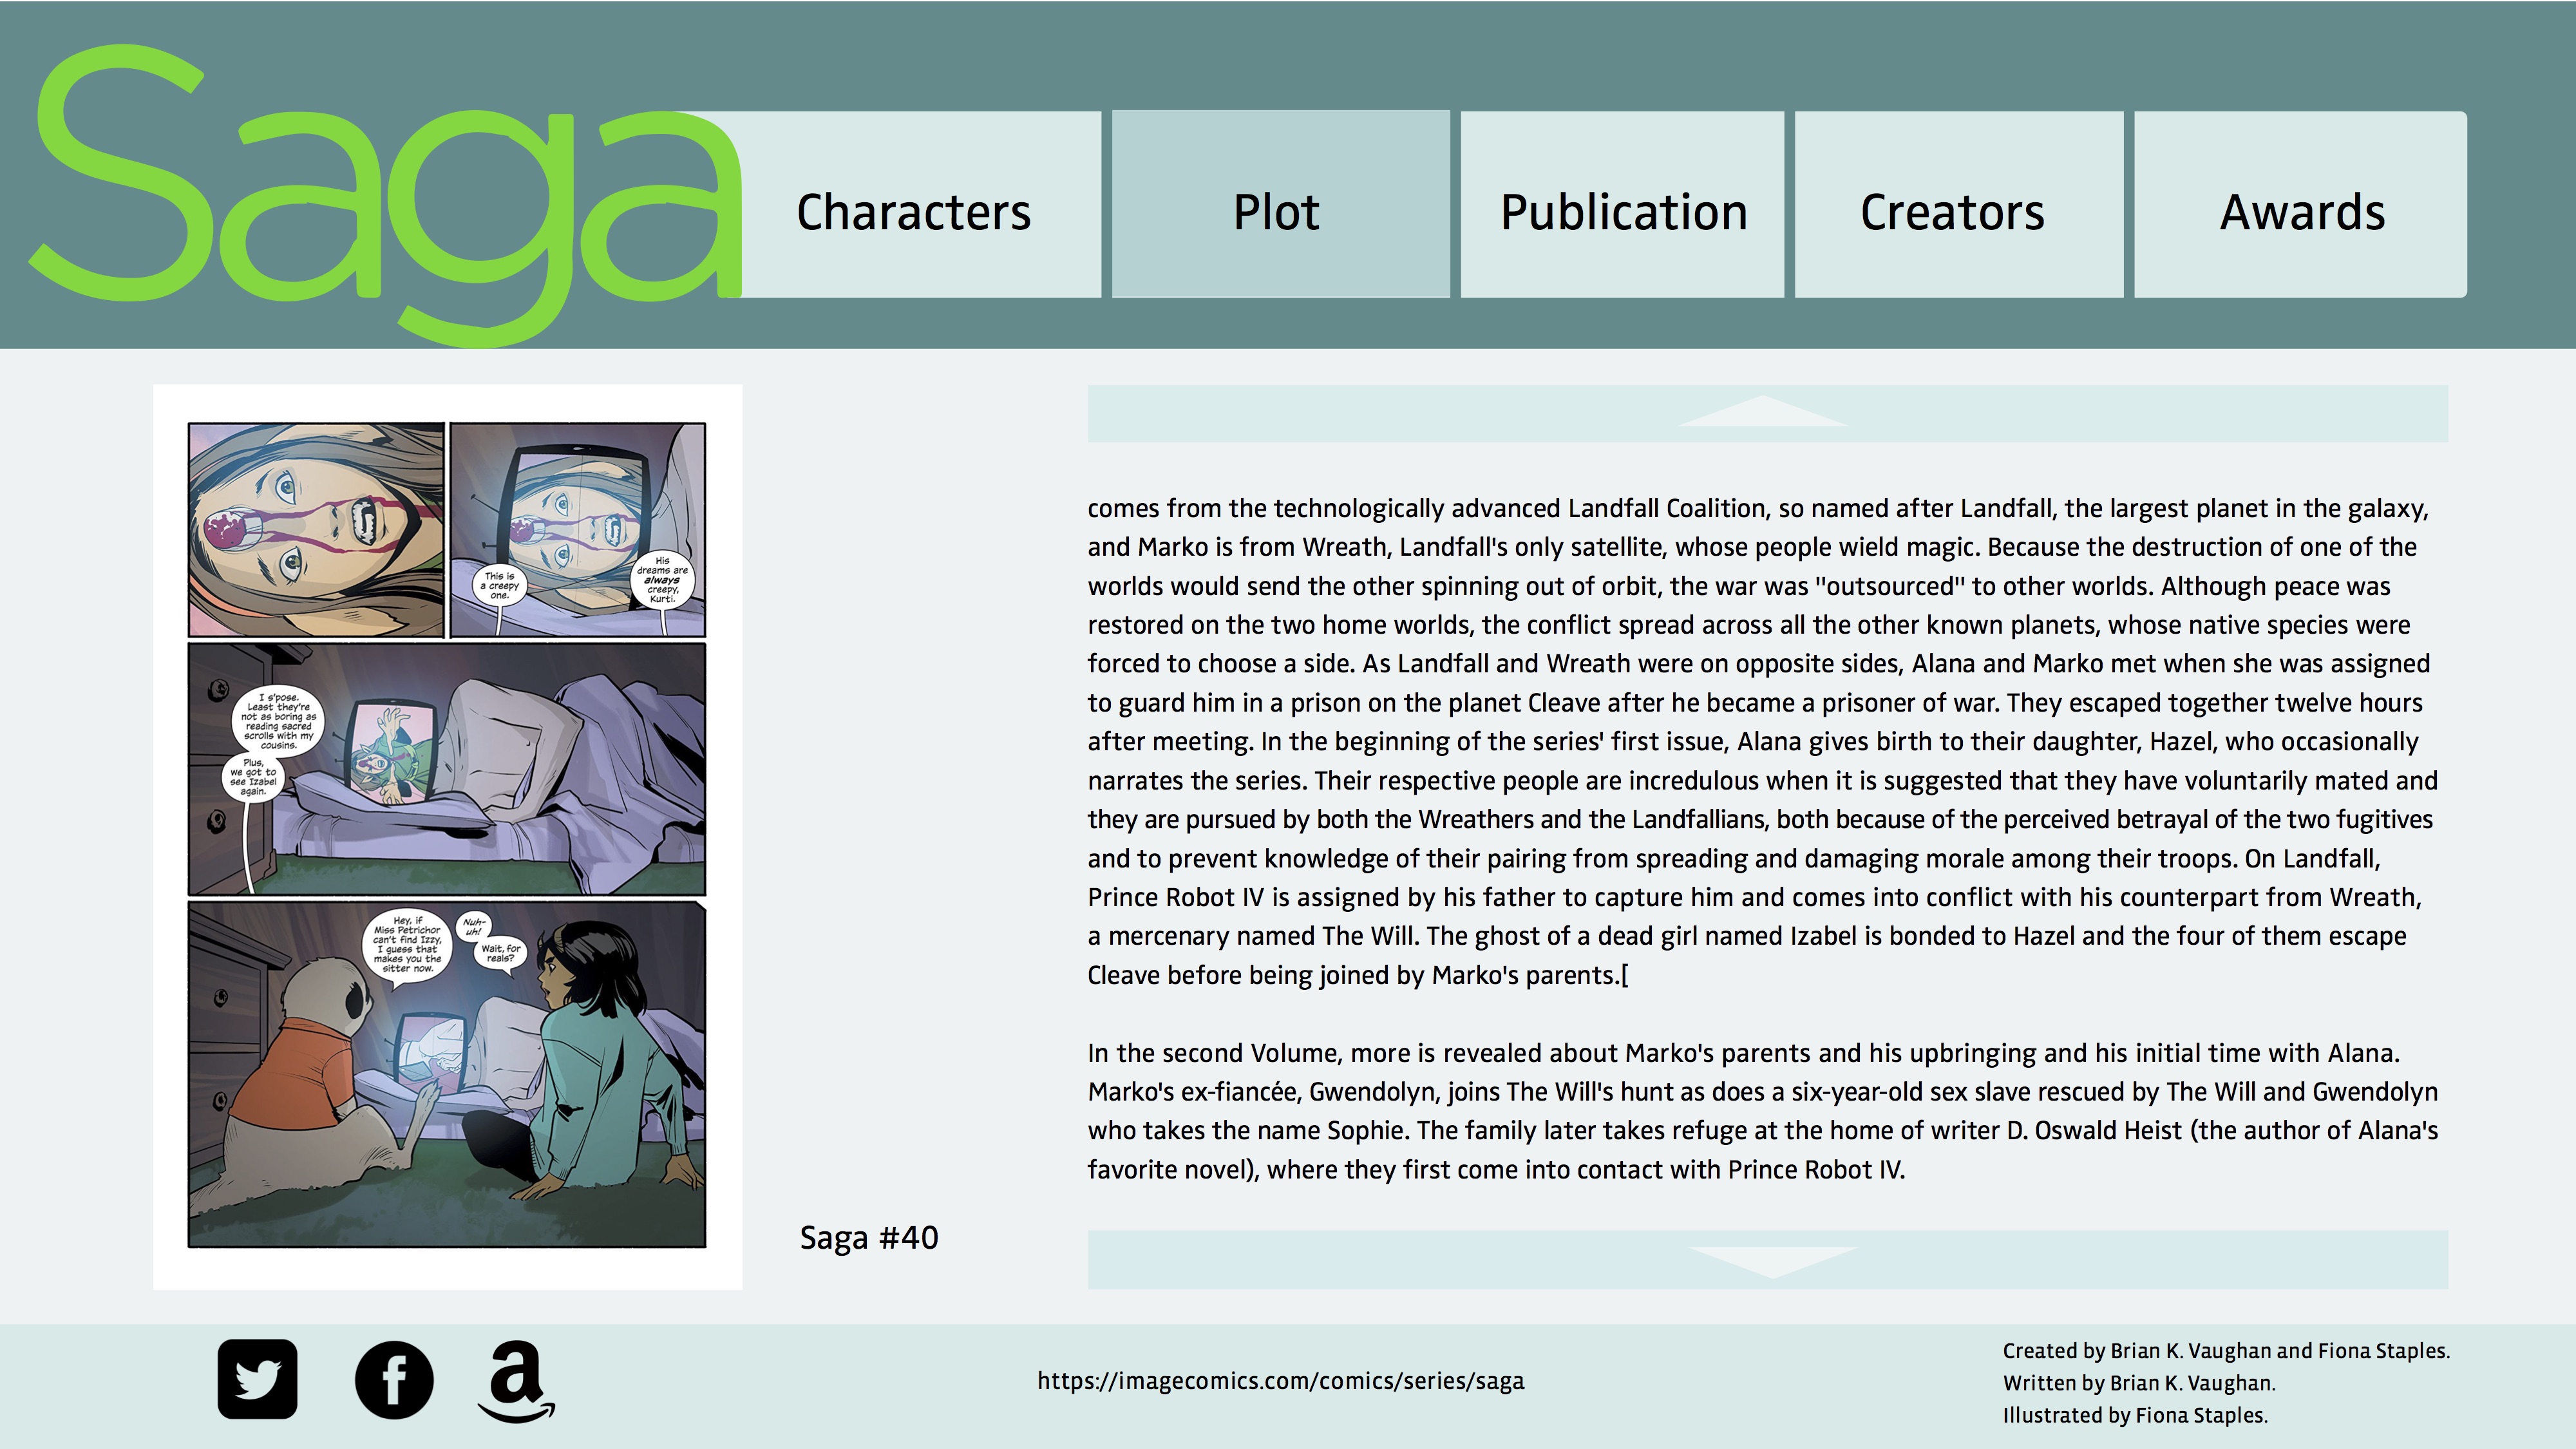 Saga
Characters
Plot
Publication
Creators
Awards
This is
a creepy
one.
His
dreams are
always
creepy,
Kurti.
I s'pose.
Least they're
not as boring as
reading sacred
scrolls with my
cousins.
Plus,
we got to
see Izabel
again.
Hey, if
Miss Petrichor
can't find Izzy,
I guess that
makes you the
sitter now.
Nuh-
uh!
Wait, for
reals?
Saga #40
comes from the technologically advanced Landfall Coalition, so named after Landfall, the largest planet in the galaxy,
and Marko is from Wreath, Landfall's only satellite, whose people wield magic. Because the destruction of one of the
worlds would send the other spinning out of orbit, the war was "outsourced" to other worlds. Although peace was
restored on the two home worlds, the conflict spread across all the other known planets, whose native species were
forced to choose a side. As Landfall and Wreath were on opposite sides, Alana and Marko met when she was assigned
to guard him in a prison on the planet Cleave after he became a prisoner of war. They escaped together twelve hours
after meeting. In the beginning of the series' first issue, Alana gives birth to their daughter, Hazel, who occasionally
narrates the series. Their respective people are incredulous when it is suggested that they have voluntarily mated and
they are pursued by both the Wreathers and the Landfallians, both because of the perceived betrayal of the two fugitives
and to prevent knowledge of their pairing from spreading and damaging morale among their troops. On Landfall,
Prince Robot IV is assigned by his father to capture him and comes into conflict with his counterpart from Wreath,
a mercenary named The Will. The ghost of a dead girl named Izabel is bonded to Hazel and the four of them escape
Cleave before being joined by Marko's parents.[
In the second Volume, more is revealed about Marko's parents and his upbringing and his initial time with Alana.
Marko's ex-fiancée, Gwendolyn, joins The Will's hunt as does a six-year-old sex slave rescued by The Will and Gwendolyn
who takes the name Sophie. The family later takes refuge at the home of writer D. Oswald Heist (the author of Alana's
favorite novel), where they first come into contact with Prince Robot IV.
https://imagecomics.com/comics/series/saga
Created by Brian K. Vaughan and Fiona Staples.
Written by Brian K. Vaughan.
Illustrated by Fiona Staples.